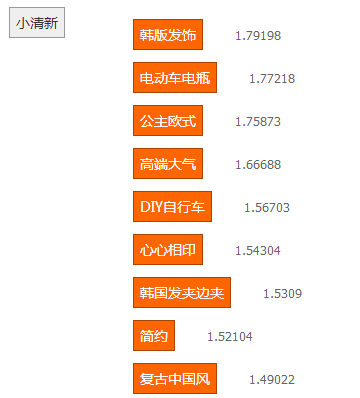 小清新
韩版发饰 1.79198
电动车电瓶 1.77218
公主欧式 1.75873
高端大气 1.66688
DIY自行车 1.56703
心心相印 1.54304
韩国发夹边夹 1.5309
简约 1.52104
复古中国风 1.49022